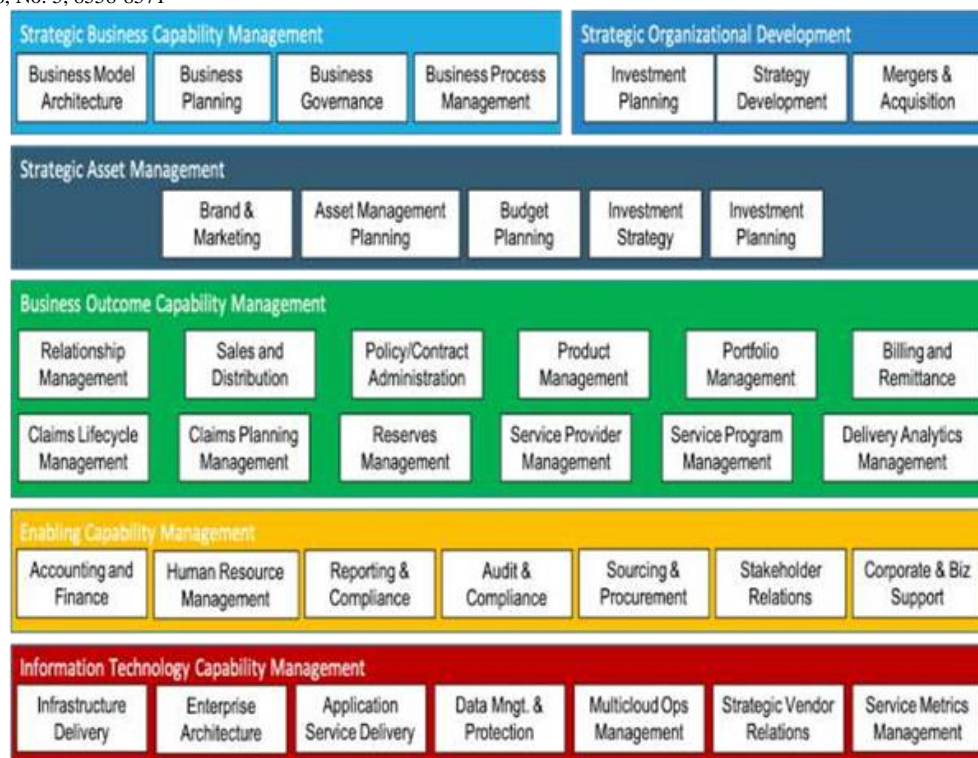 Strategic Business Capability Management
Business Model
Architecture
Business
Planning
Business
Governance
Business Process
Management
Strategic Organizational Development
Investment
Planning
Strategy
Development
Mergers &
Acquisition
Strategic Asset Management
Brand &
Marketing
Asset Management
Planning
Budget
Planning
Investment
Strategy
Investment
Planning
Business Outcome Capability Management
Relationship
Management
Sales and
Distribution
Policy/Contract
Administration
Product
Management
Portfolio
Management
Billing and
Remittance
Claims Lifecycle
Management
Claims Planning
Management
Reserves
Management
Service Provider
Management
Service Program
Management
Delivery Analytics
Management
Enabling Capability Management
Accounting and
Finance
Human Resource
Management
Reporting &
Compliance
Audit &
Compliance
Sourcing &
Procurement
Stakeholder
Relations
Corporate & Biz
Support
Information Technology Capability Management
Infrastructure
Delivery
Enterprise
Architecture
Application
Service Delivery
Data Mngt. &
Protection
Multicloud Ops
Management
Strategic Vendor
Relations
Service Metrics
Management